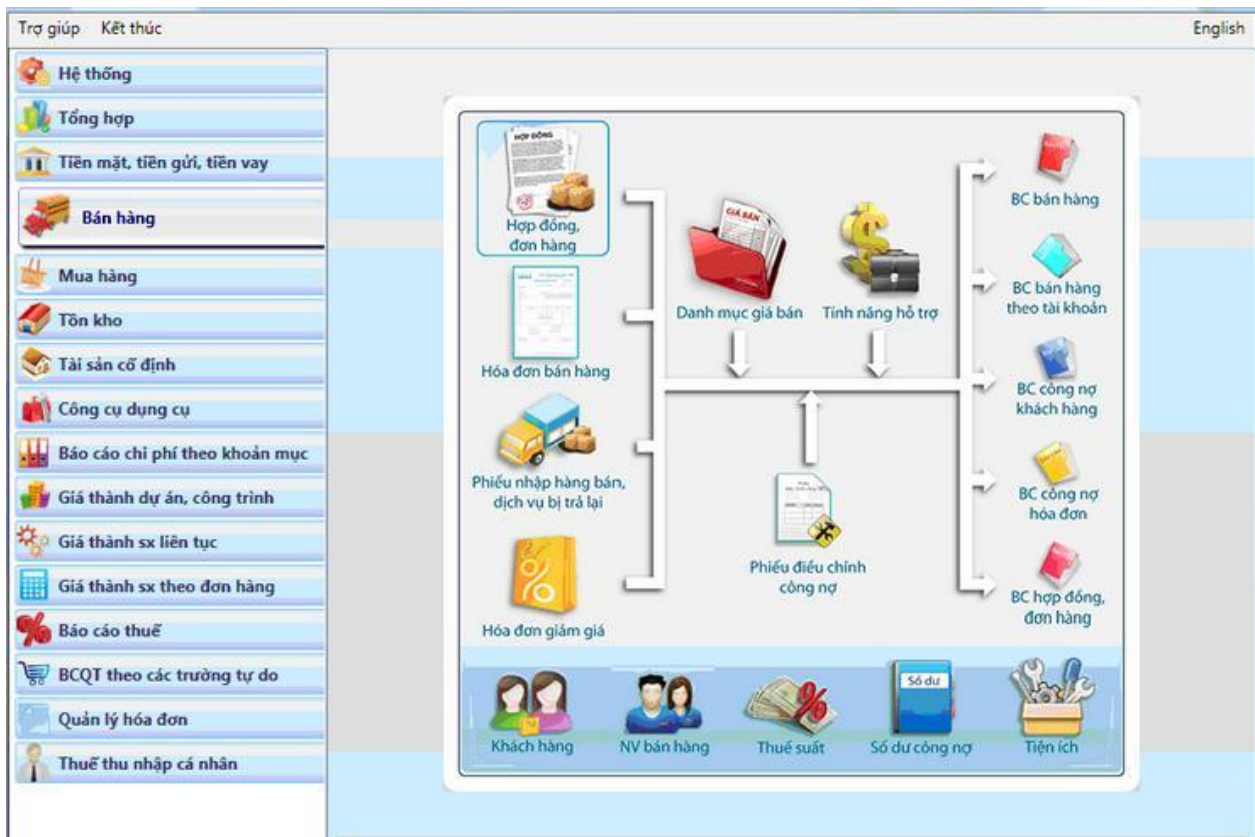 Trợ giúp Kết thúc English
Hệ thống
Tổng hợp
Tiền mặt, tiền gửi, tiền vay
Bán hàng
Mua hàng
Tồn kho
Tài sản cố định
Công cụ dụng cụ
Báo cáo chi phí theo khoản mục
Giá thành dự án, công trình
Giá thành sx liên tục
Giá thành sx theo đơn hàng
Báo cáo thuế
BCQT theo các trường tự do
Quản lý hóa đơn
Thuế thu nhập cá nhân
HỢP ĐỒNG
Hợp đồng,
đơn hàng
Hóa đơn bán hàng
Phiếu nhập hàng bán,
dịch vụ bị trả lại
Hóa đơn giảm giá
GIÁ BÁN
Danh mục giá bán
Tính năng hỗ trợ
Phiếu điều chỉnh
công nợ
BC bán hàng
BC bán hàng
theo tài khoản
BC công nợ
khách hàng
BC công nợ
hóa đơn
BC hợp đồng,
đơn hàng
Khách hàng
NV bán hàng
Thuế suất
Số dư
Số dư công nợ
Tiện ích